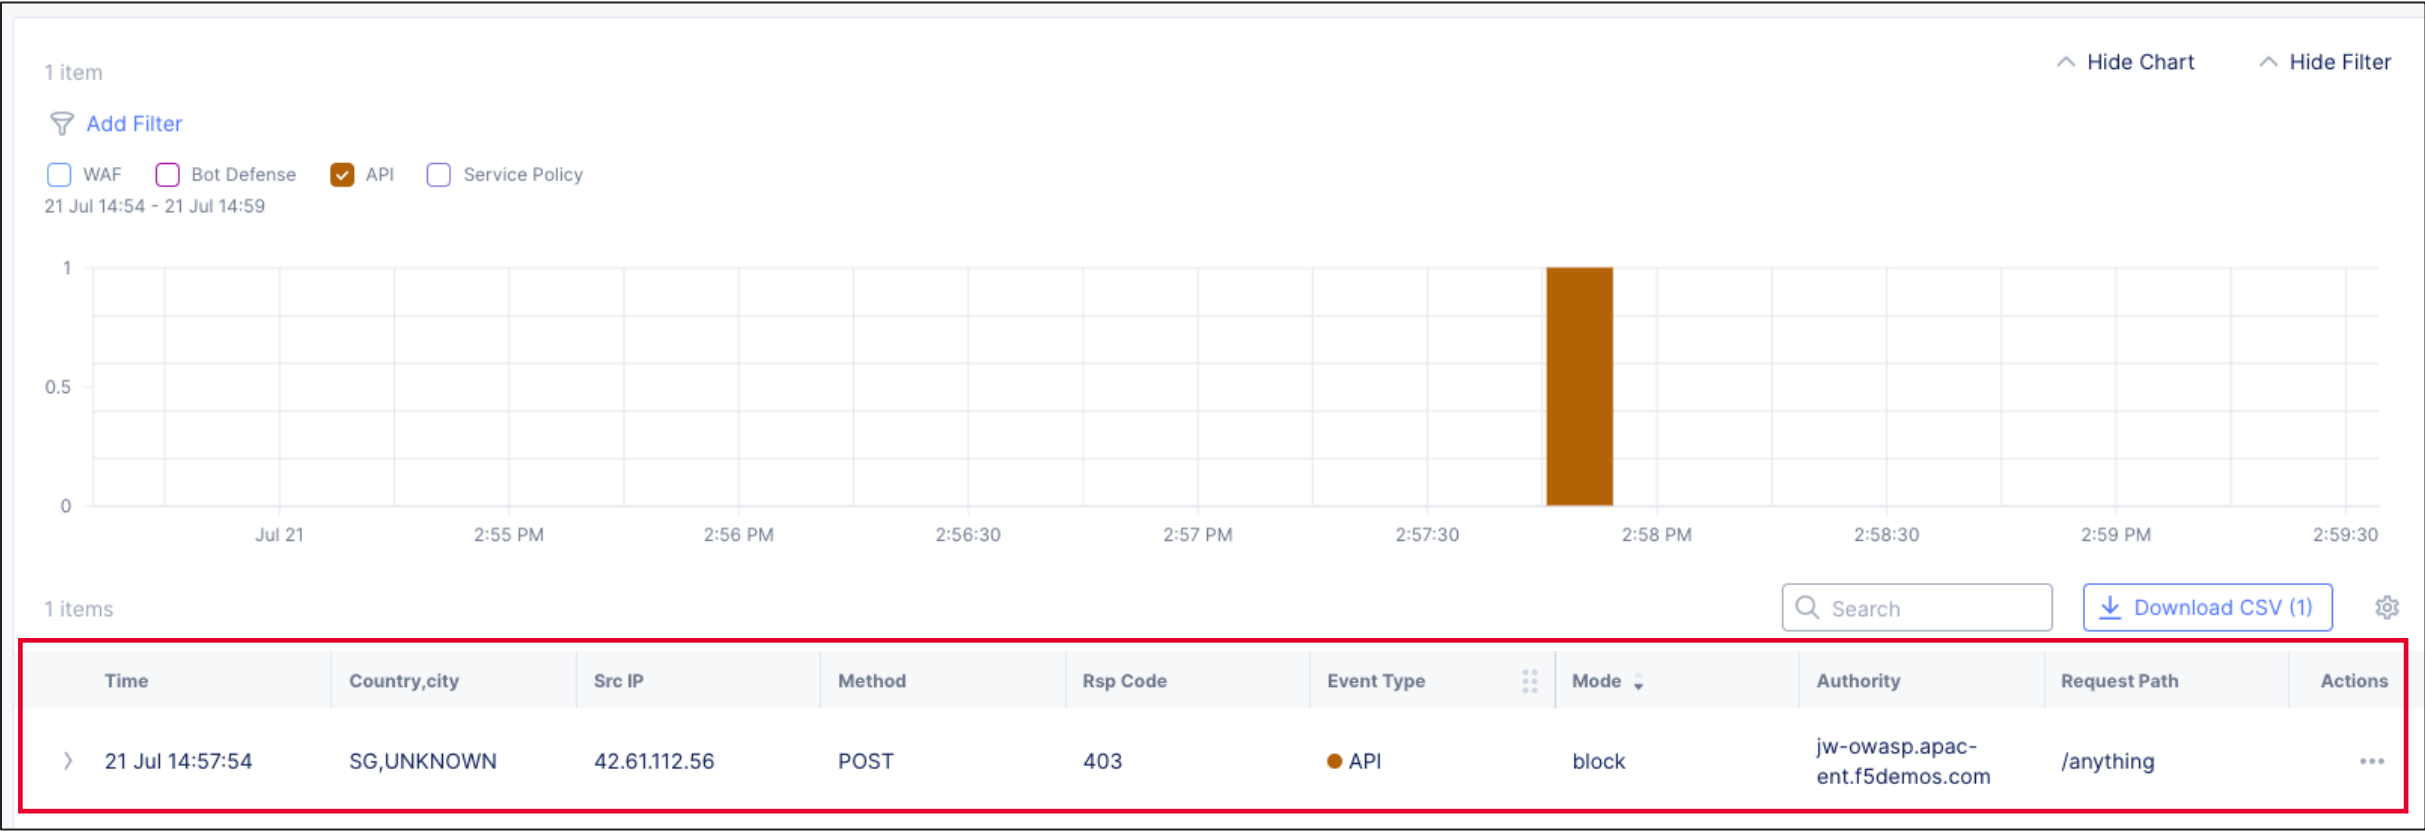 1 item
Hide Chart
Hide Filter
Add Filter
WAF Bot Defense API Service Policy
21 Jul 14:54 - 21 Jul 14:59
1
0.5
0
Jul 21 2:55 PM 2:56 PM 2:56:30 2:57 PM 2:57:30 2:58 PM 2:58:30 2:59 PM 2:59:30
1 items
Search
Download CSV (1)
Time Country,city Src IP Method Rsp Code Event Type Mode Authority Request Path Actions
21 Jul 14:57:54 SG,UNKNOWN 42.61.112.56 POST 403 API block jw-owasp.apac-
ent.f5demos.com /anything